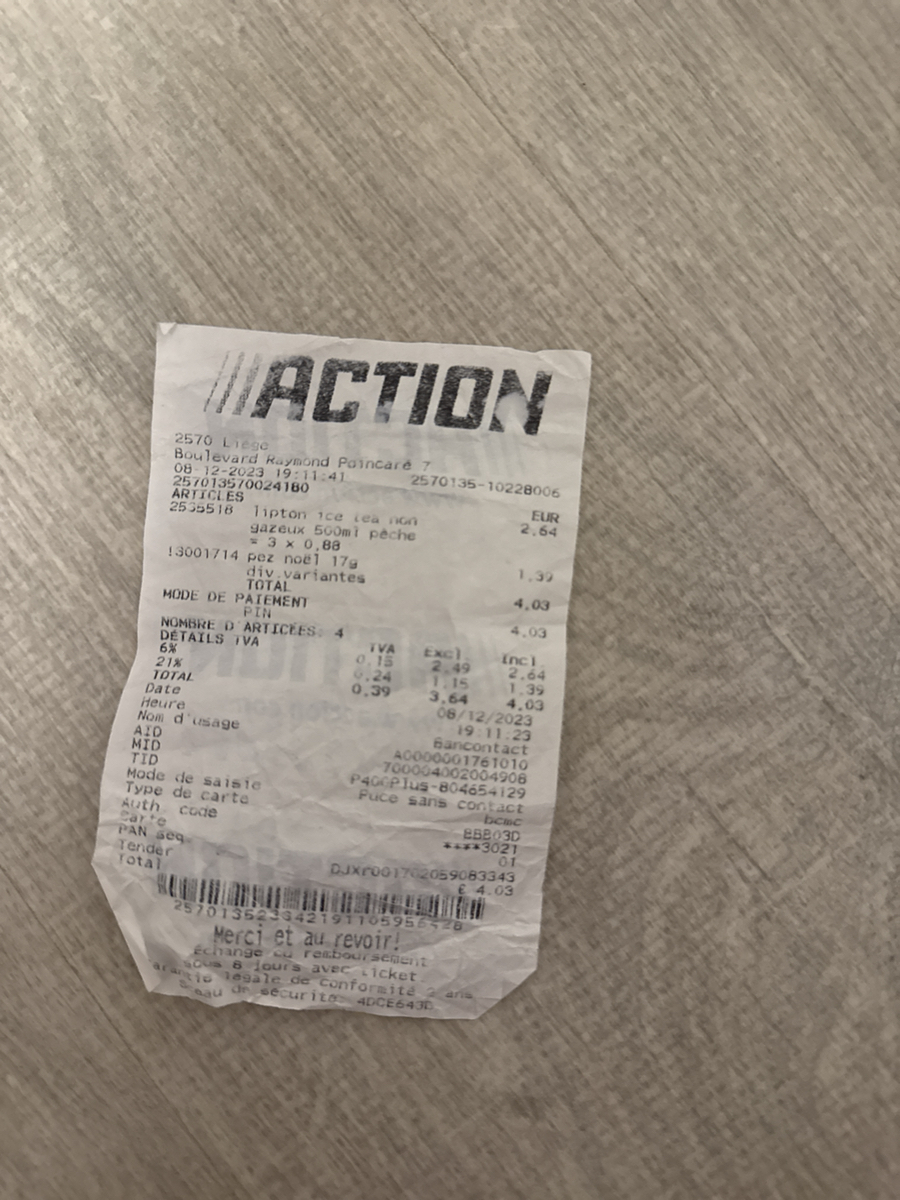 ACTION
2570 Liège
Boulevard Raymond Poincaré 7
08-12-2023 19:11:41 2570135-10228006
2570135700241B0
ARTICLES EUR
2535518 lipton ice tea non 2.64
gazeux 500ml pêche
= 3 x 0,88
!3001714 pez noël 17g
div.variantes 1,39
TOTAL 4,03
MODE DE PAIEMENT
PIN 4,03
NOMBRE D'ARTICLES: 4
DÉTAILS TVA TVA Excl. Incl.
6% 0,15 2,49 2,64
21% 0,24 1,15 1,39
TOTAL 0,39 3,64 4,03
Date 08/12/2023
Heure 19:11:23
Nom d'usage Bancontact
AID A0000001761010
MID 700004002004908
TID P400Plus-804654129
Mode de saisie Puce sans contact
Type de carte bcmc
Auth. code BBB03D
Carte ****3021
PAN seq. 01
Tender DJXr001702059083343
Total € 4.03
Merci et au revoir!
Échange ou remboursement
sous 8 jours avec ticket
légale de conformité 2 ans
de sécurité: 4DCE643D